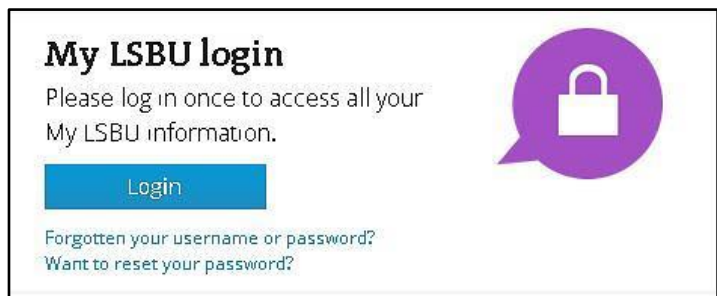 My LSBU login
Please log in once to access all your
My LSBU information.
Login
Forgotten your username or password?
Want to reset your password?